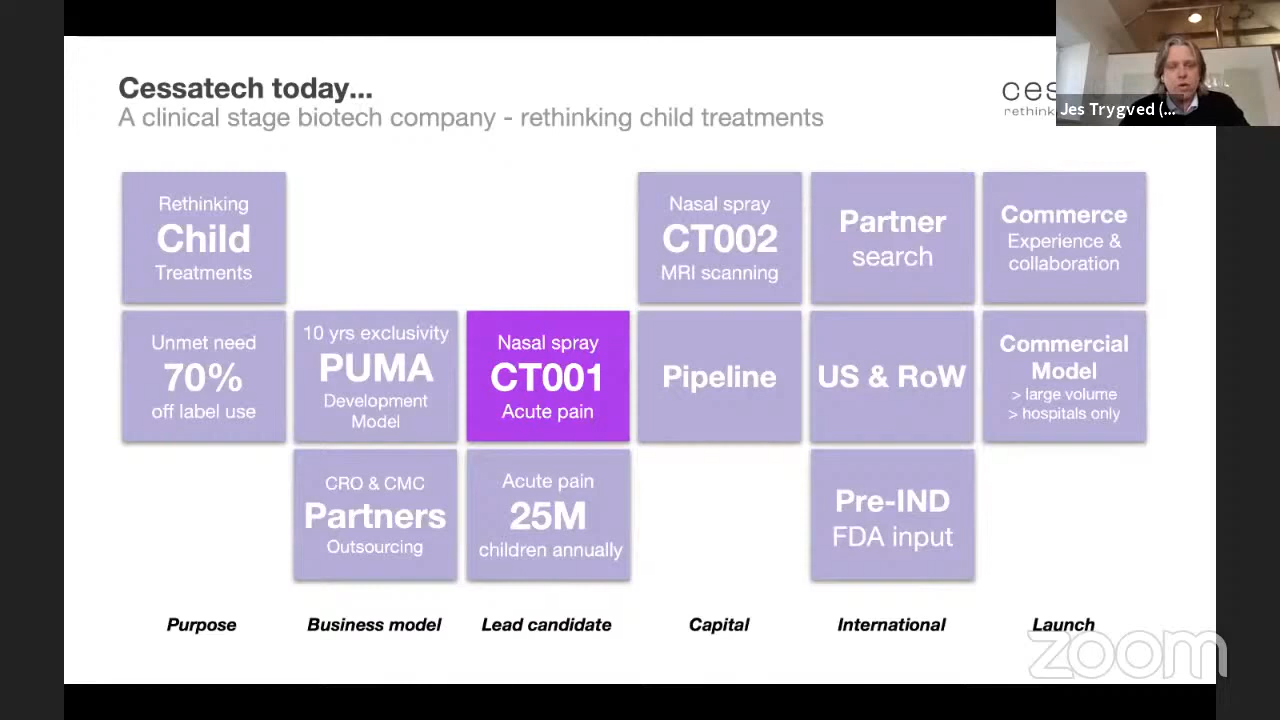 Cessatech today...
A clinical stage biotech company - rethinking child treatments
Jes Trygved (...
Rethinking
Child
Treatments
Nasal spray
CT002
MRI scanning
Partner
search
Commerce
Experience &
collaboration
Unmet need
70%
off label use
10 yrs exclusivity
PUMA
Development
Model
Nasal spray
CT001
Acute pain
Pipeline
US & RoW
Commercial
Model
> large volume
> hospitals only
CRO & CMC
Partners
Outsourcing
Acute pain
25M
children annually
Pre-IND
FDA input
Purpose
Business model
Lead candidate
Capital
International
Launch
zoom